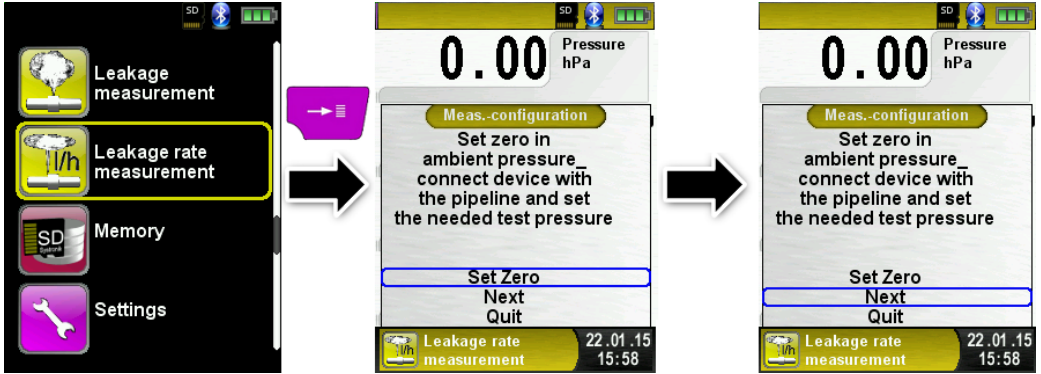 SD
Leakage
measurement
l/h
Leakage rate
measurement
SD
Memory
Settings
SD
0.00
Pressure
hPa
Meas.-configuration
Set zero in
ambient pressure_
connect device with
the pipeline and set
the needed test pressure
Set Zero
Next
Quit
l/h
Leakage rate
measurement
22.01.15
15:58
SD
0.00
Pressure
hPa
Meas.-configuration
Set zero in
ambient pressure_
connect device with
the pipeline and set
the needed test pressure
Set Zero
Next
Quit
l/h
Leakage rate
measurement
22.01.15
15:58